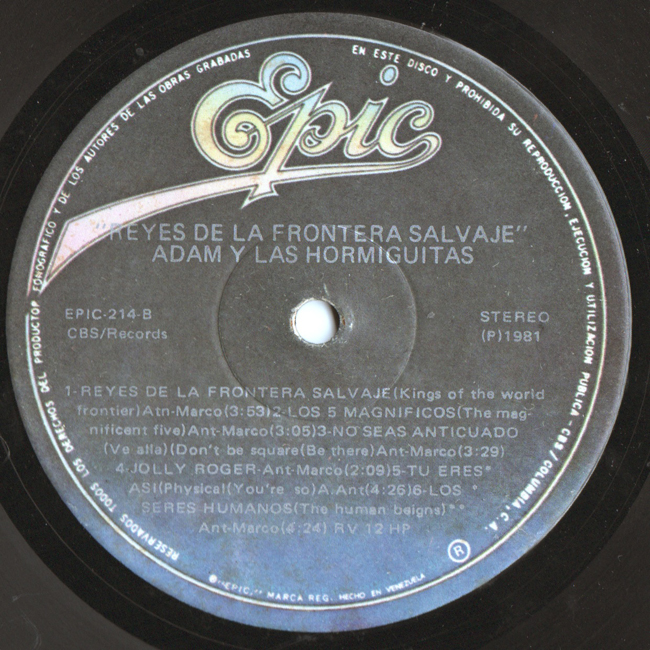 RESERVADOS TODOS LOS DERECHOS DEL PRODUCTOR FONOGRAFICO Y DE LOS AUTORES DE LAS OBRAS GRABADAS
EN ESTE DISCO Y PROHIBIDA SU REPRODUCCION, EJECUCION Y UTILIZACION PUBLICA - CBS / COLUMBIA, C.A.
Epic
"REYES DE LA FRONTERA SALVAJE"
ADAM Y LAS HORMIGUITAS
EPIC-214-B
CBS/Records
STEREO
(P)1981
1-REYES DE LA FRONTERA SALVAJE(Kings of the world
frontier)Atn-Marco(3:53)2-LOS 5 MAGNIFICOS(The mag-
nificent five)Ant-Marco(3:05)3-NO SEAS ANTICUADO
(Ve alla)(Don't be square(Be there)Ant-Marco(3:29)
4-JOLLY ROGER-Ant-Marco(2:09)5-TU ERES*
ASI(Physical(You're so)A.Ant(4:26)6-LOS *
SERES HUMANOS(The human beigns)**
Ant-Marco(4:24) RV 12 HP
®
"EPIC," MARCA REG. HECHO EN VENEZUELA